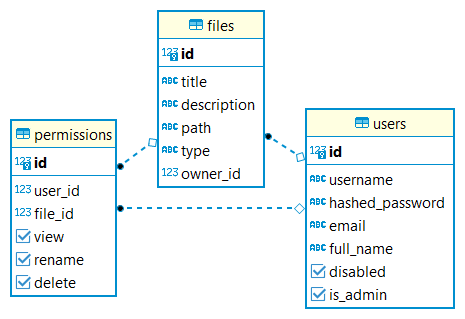 files
123 id
ABC title
ABC description
ABC path
ABC type
123 owner_id
permissions
123 id
123 user_id
123 file_id
view
rename
delete
users
123 id
ABC username
ABC hashed_password
ABC email
ABC full_name
disabled
is_admin